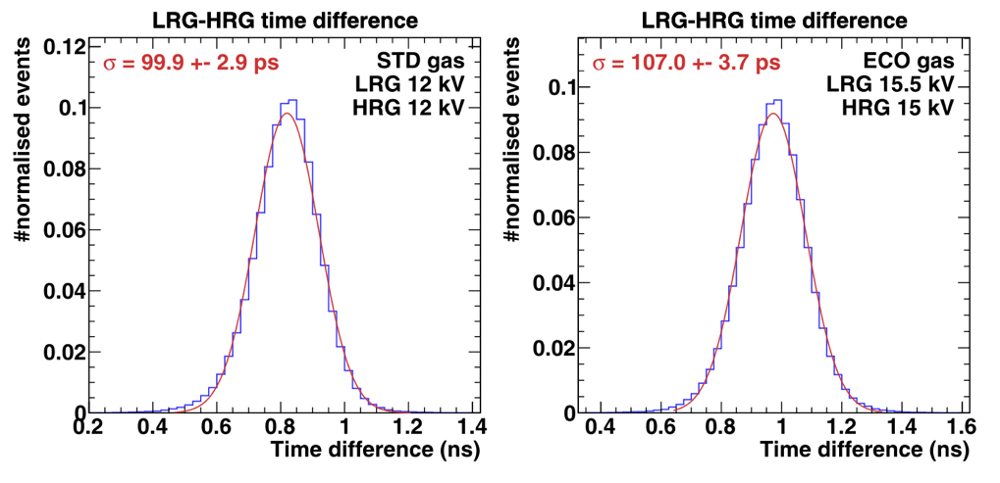 LRG-HRG time difference
#normalised events
0.12
0.1
0.08
0.06
0.04
0.02
0
σ = 99.9 +- 2.9 ps
STD gas
LRG 12 kV
HRG 12 kV
0.2 0.4 0.6 0.8 1 1.2 1.4
Time difference (ns)
LRG-HRG time difference
#normalised events
0.1
0.08
0.06
0.04
0.02
0
σ = 107.0 +- 3.7 ps
ECO gas
LRG 15.5 kV
HRG 15 kV
0.4 0.6 0.8 1 1.2 1.4 1.6
Time difference (ns)